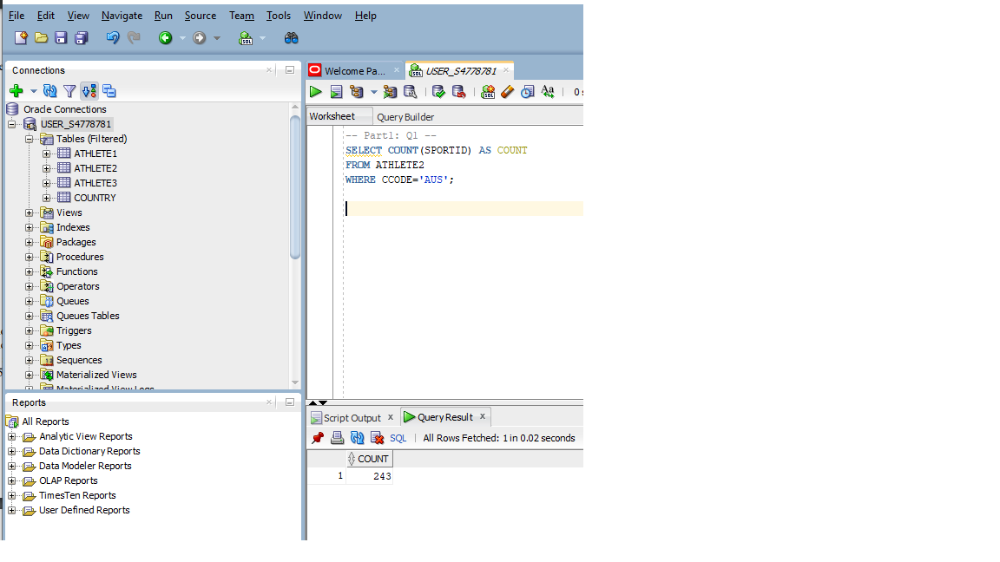 File Edit View Navigate Run Source Team Tools Window Help
Connections
Oracle Connections
USER_S4778781
Tables (Filtered)
ATHLETE1
ATHLETE2
ATHLETE3
COUNTRY
Views
Indexes
Packages
Procedures
Functions
Operators
Queues
Queues Tables
Triggers
Types
Sequences
Materialized Views
Materialized View Logs
Reports
All Reports
Analytic View Reports
Data Dictionary Reports
Data Modeler Reports
OLAP Reports
TimesTen Reports
User Defined Reports
Welcome Pa... USER_S4778781
SQL Aa 0 s
Worksheet Query Builder
-- Part1: Q1 --
SELECT COUNT(SPORTID) AS COUNT
FROM ATHLETE2
WHERE CCODE='AUS';
Script Output x Query Result x
SQL | All Rows Fetched: 1 in 0.02 seconds
COUNT
1 243